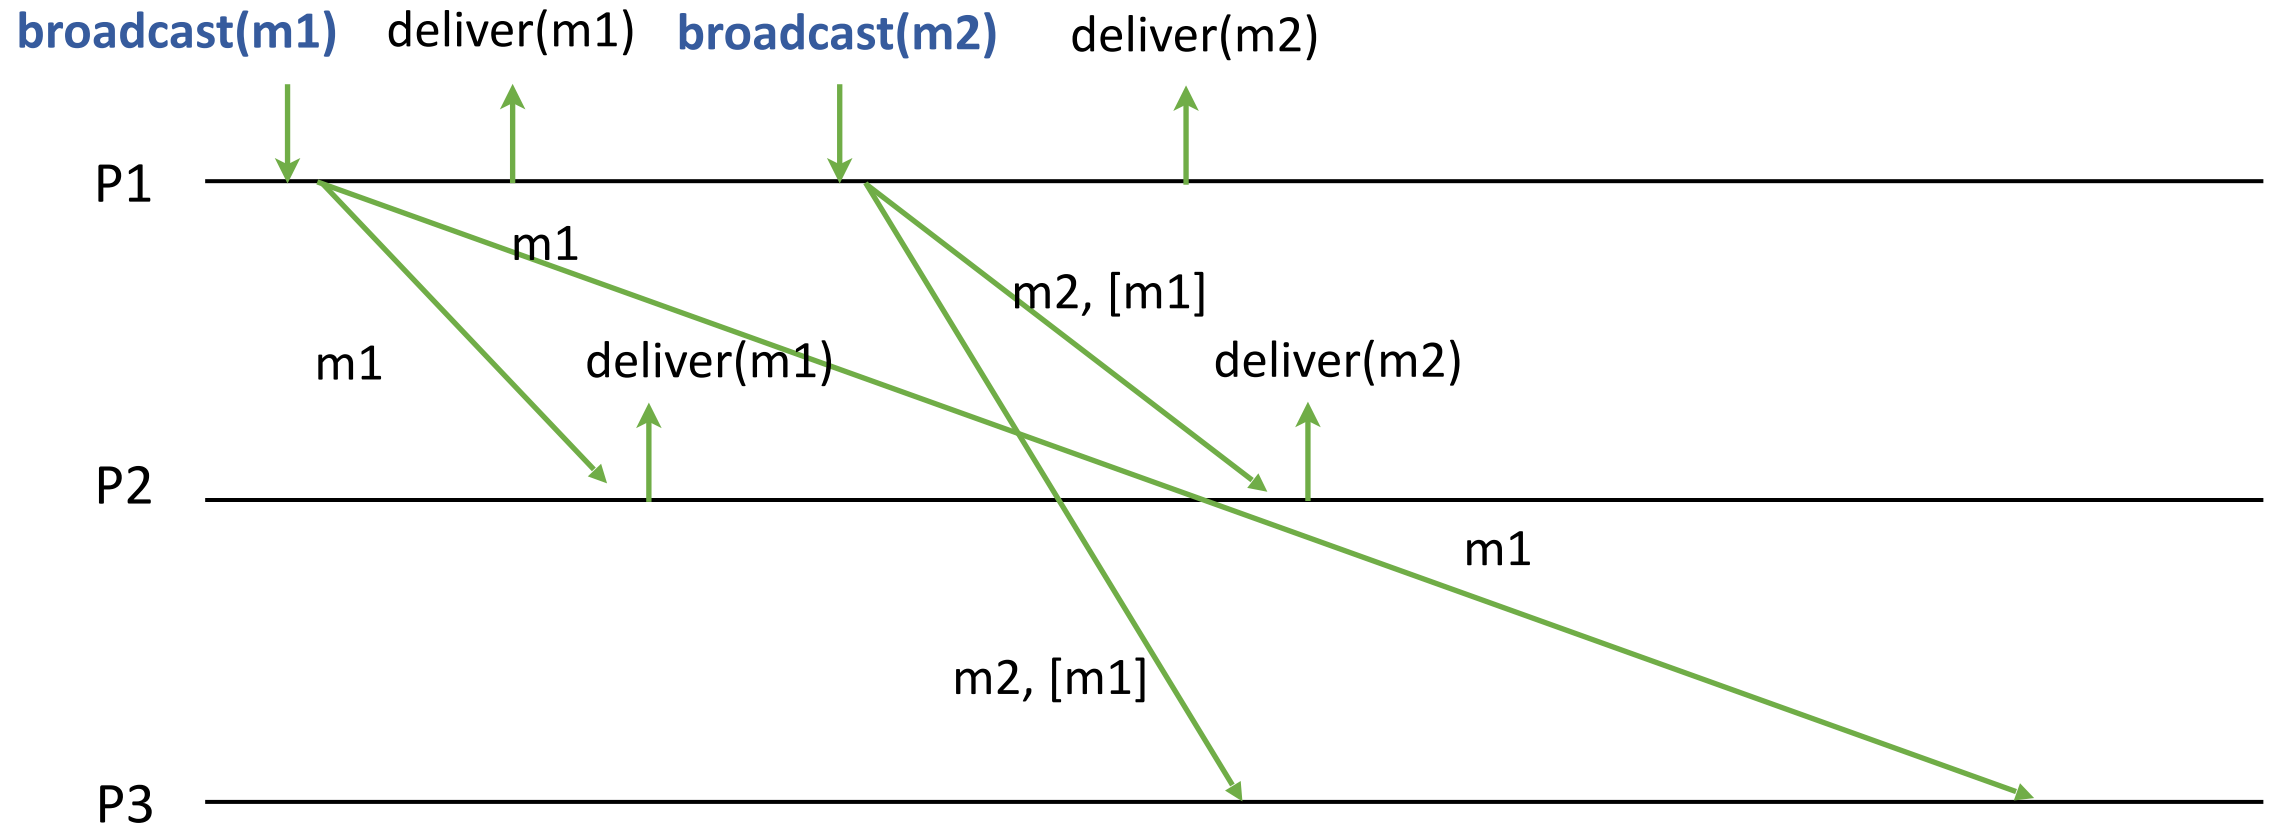 broadcast(m1) deliver(m1) broadcast(m2) deliver(m2)
P1
m1
m2, [m1]
m1 deliver(m1) deliver(m2)
P2
m1
m2, [m1]
P3